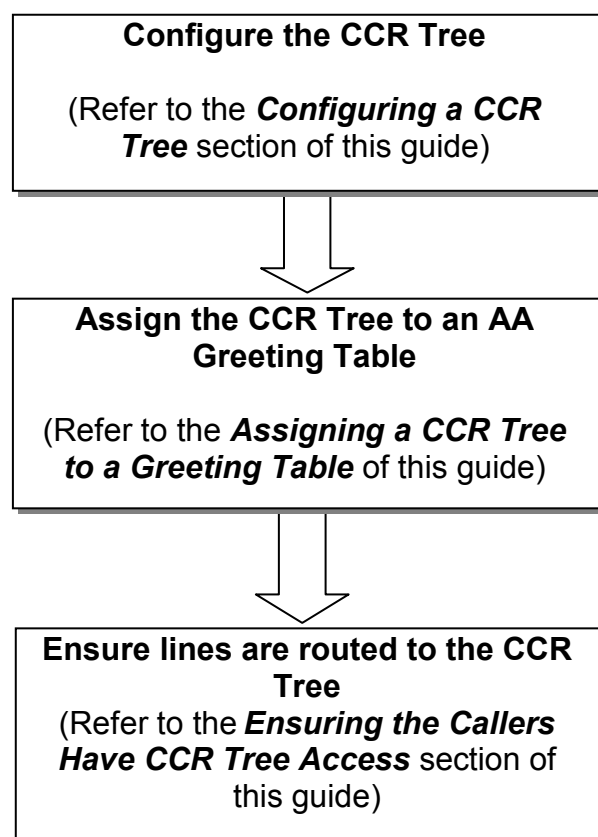 Configure the CCR Tree
(Refer to the Configuring a CCR
Tree section of this guide)
Assign the CCR Tree to an AA
Greeting Table
(Refer to the Assigning a CCR Tree
to a Greeting Table of this guide)
Ensure lines are routed to the CCR
Tree
(Refer to the Ensuring the Callers
Have CCR Tree Access section of
this guide)